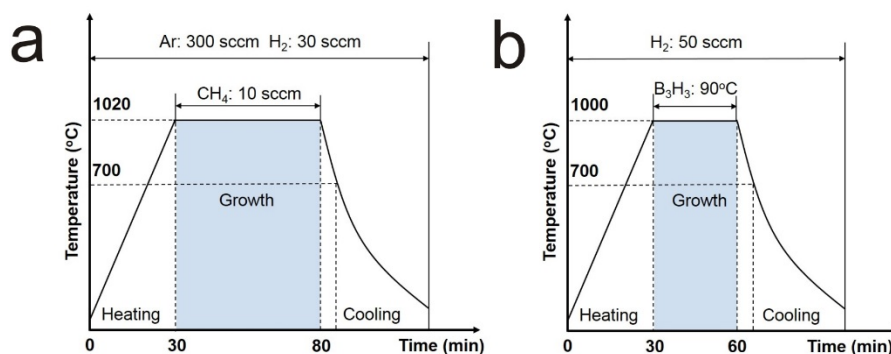 a
Ar: 300 sccm H₂: 30 sccm
CH₄: 10 sccm
1020
700
Temperature (°C)
Growth
Heating
Cooling
0 30 80 Time (min)
b
H₂: 50 sccm
B₃H₃: 90°C
1000
700
Temperature (°C)
Growth
Heating
Cooling
0 30 60 Time (min)